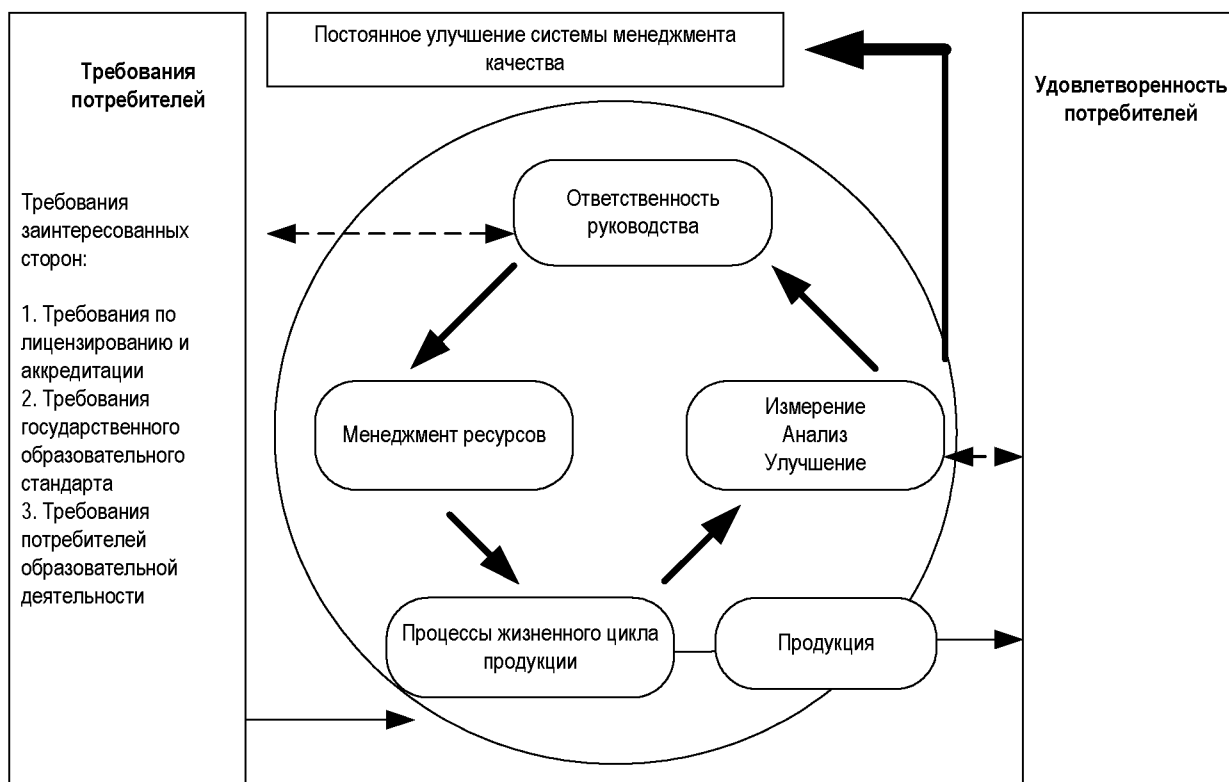 Постоянное улучшение системы менеджмента
качества
Требования
потребителей
Требования
заинтересованных
сторон:
1. Требования по
лицензированию и
аккредитации
2. Требования
государственного
образовательного
стандарта
3. Требования
потребителей
образовательной
деятельности
Ответственность
руководства
Менеджмент ресурсов
Измерение
Анализ
Улучшение
Процессы жизненного цикла
продукции
Продукция
Удовлетворенность
потребителей